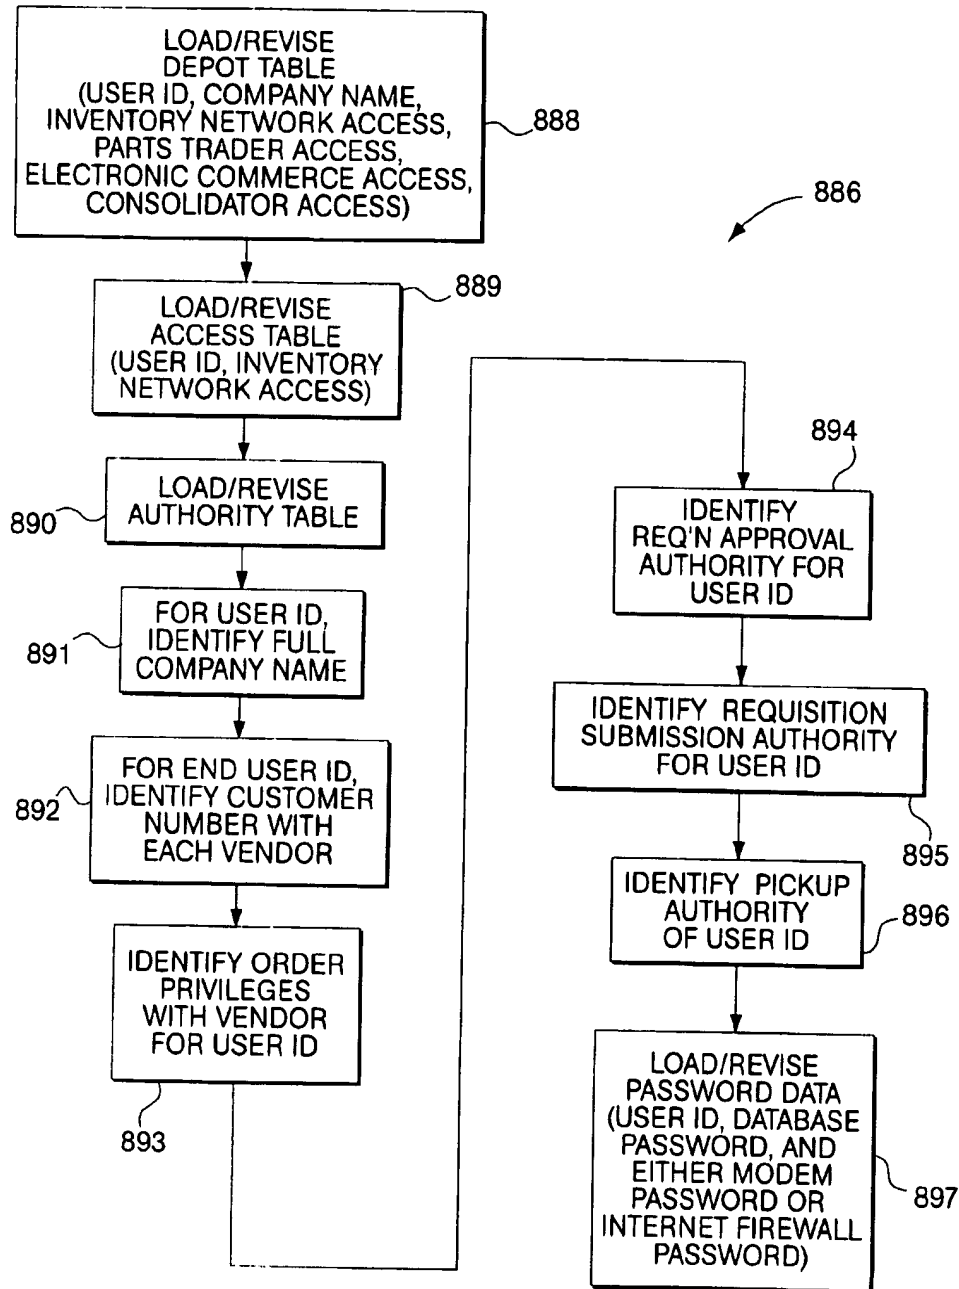 LOAD/REVISE
DEPOT TABLE
(USER ID, COMPANY NAME,
INVENTORY NETWORK ACCESS,
PARTS TRADER ACCESS,
ELECTRONIC COMMERCE ACCESS,
CONSOLIDATOR ACCESS)
888
886
LOAD/REVISE
ACCESS TABLE
(USER ID, INVENTORY
NETWORK ACCESS)
889
LOAD/REVISE
AUTHORITY TABLE
890
FOR USER ID,
IDENTIFY FULL
COMPANY NAME
891
FOR END USER ID,
IDENTIFY CUSTOMER
NUMBER WITH
EACH VENDOR
892
IDENTIFY ORDER
PRIVILEGES
WITH VENDOR
FOR USER ID
893
894
IDENTIFY
REQ'N APPROVAL
AUTHORITY FOR
USER ID
IDENTIFY REQUISITION
SUBMISSION AUTHORITY
FOR USER ID
895
IDENTIFY PICKUP
AUTHORITY
OF USER ID
896
LOAD/REVISE
PASSWORD DATA
(USER ID, DATABASE
PASSWORD, AND
EITHER MODEM
PASSWORD OR
INTERNET FIREWALL
PASSWORD)
897